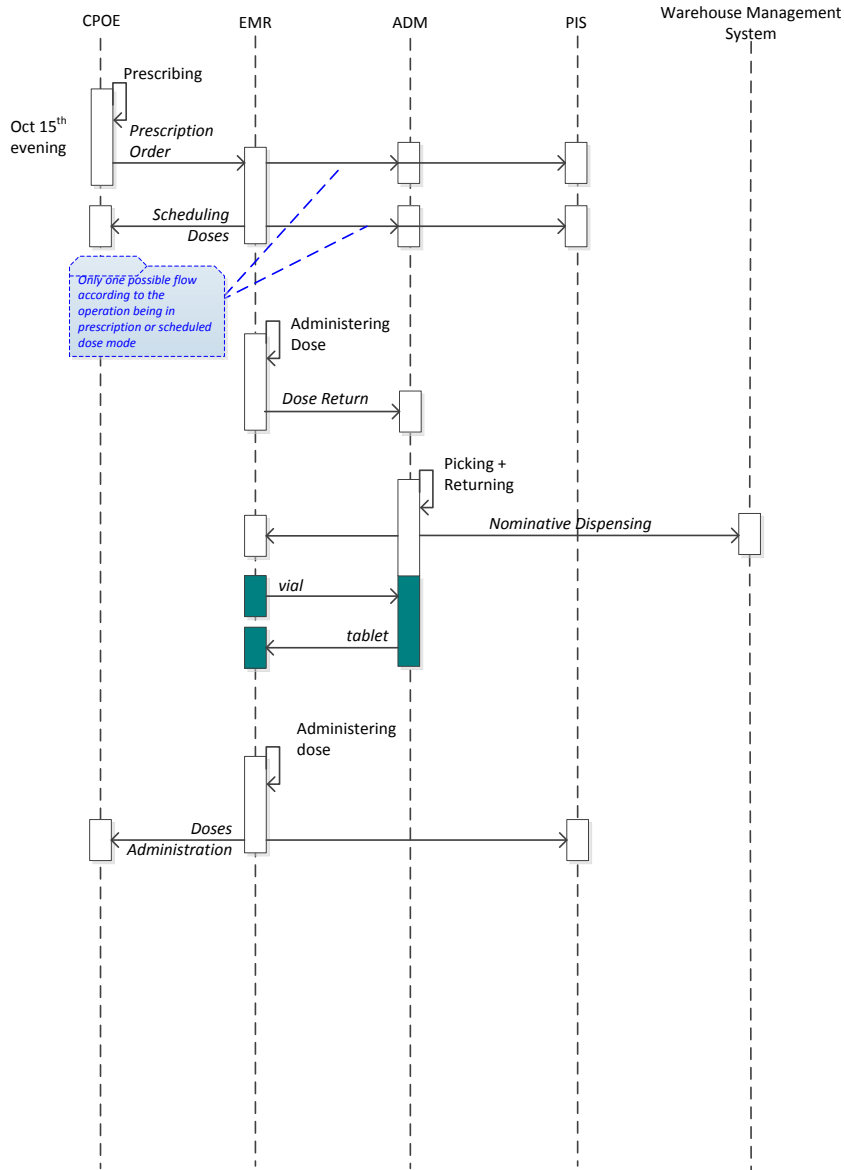 CPOE
EMR
ADM
PIS
Warehouse Management
System
Prescribing
Oct 15th
evening
Prescription
Order
Scheduling
Doses
Only one possible flow
according to the
operation being in
prescription or scheduled
dose mode
Administering
Dose
Dose Return
Picking +
Returning
Nominative Dispensing
vial
tablet
Administering
dose
Doses
Administration